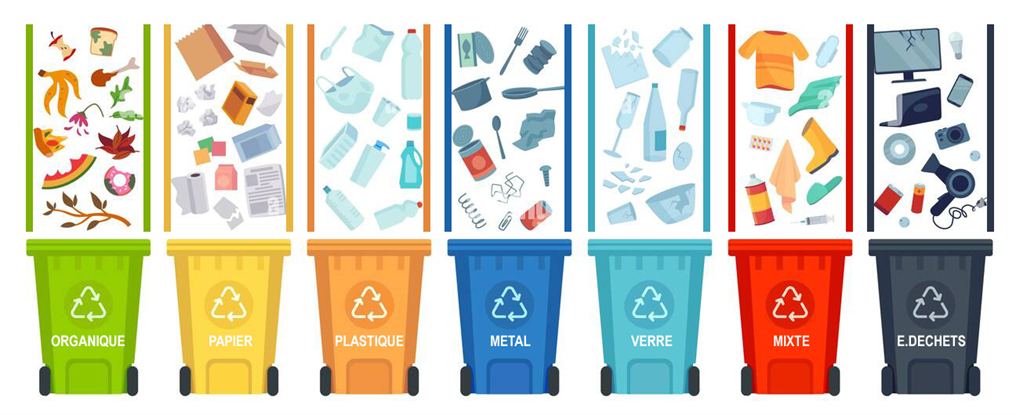 ORGANIQUE
PAPIER
PLASTIQUE
METAL
VERRE
MIXTE
E.DECHETS